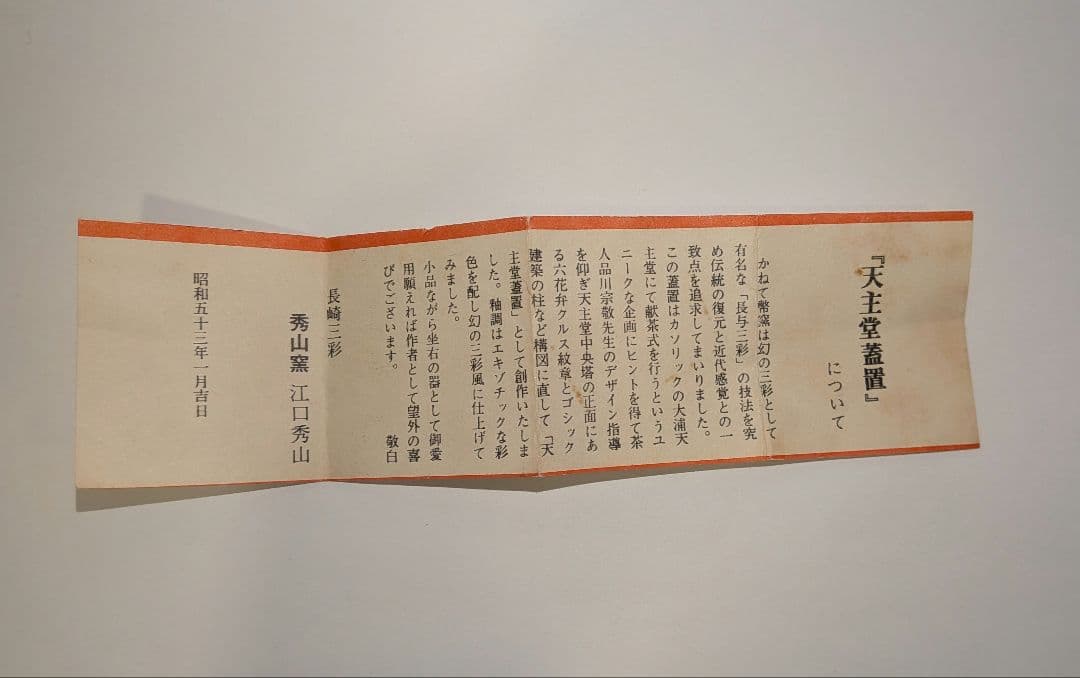 『天主堂蓋置』
について
かねて幣窯は幻の三彩として
有名な「長与三彩」の技法を究
め伝統の復元と近代感覚との一
致点を追求してまいりました。
この蓋置はカソリックの大浦天
主堂にて献茶式を行うというユ
ニークな企画にヒントを得て茶
人品川宗敬先生のデザイン指導
を仰ぎ天主堂中央塔の正面にあ
る六花弁クルス紋章とゴシック
建築の柱など構図に直して「天
主堂蓋置」として創作いたしま
した。釉調はエキゾチックな彩
色を配し幻の三彩風に仕上げて
みました。
小品ながら坐右の器として御愛
用願えれば作者として望外の喜
びでございます。
敬白
長崎三彩
秀山窯 江口秀山
昭和五十三年一月吉日